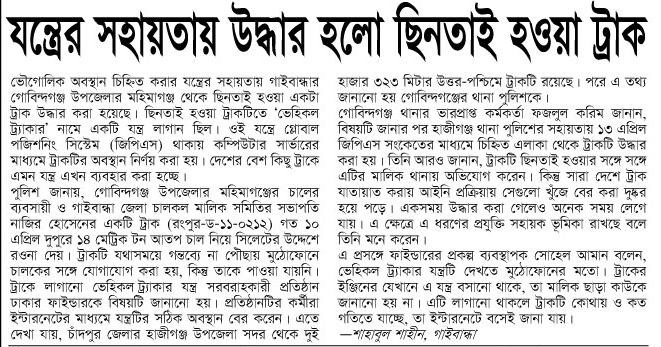 যন্ত্রের সহায়তায় উদ্ধার হলো ছিনতাই হওয়া ট্রাক
ভৌগোলিক অবস্থান চিহ্নিত করার যন্ত্রের সহায়তায় গাইবান্ধার
গোবিন্দগঞ্জ উপজেলার মহিমাগঞ্জ থেকে ছিনতাই হওয়া একটা
ট্রাক উদ্ধার করা হয়েছে। ছিনতাই হওয়া ট্রাকটিতে ‘ভেহিকল
ট্র্যাকার’ নামে একটি যন্ত্র লাগান ছিল। ওই যন্ত্রে গ্লোবাল
পজিশনিং সিস্টেম (জিপিএস) থাকায় কম্পিউটার সার্ভারের
মাধ্যমে ট্রাকটির অবস্থান নির্ণয় করা হয়। দেশের বেশ কিছু ট্রাকে
এমন যন্ত্র এখন ব্যবহার করা হচ্ছে।
পুলিশ জানায়, গোবিন্দগঞ্জ উপজেলার মহিমাগঞ্জের চালের
ব্যবসায়ী ও গাইবান্ধা জেলা চালকল মালিক সমিতির সভাপতি
নাজির হোসেনের একটি ট্রাক (রংপুর-ড-১১-০২১২) গত ১০
এপ্রিল দুপুরে ১৪ মেট্রিক টন আতপ চাল নিয়ে সিলেটের উদ্দেশে
রওনা দেয়। ট্রাকটি যথাসময়ে গন্তব্যে না পৌঁছায় মুঠোফোনে
চালকের সঙ্গে যোগাযোগ করা হয়, কিন্তু তাকে পাওয়া যায়নি।
ট্রাকে লাগানো ভেহিকল ট্র্যাকার যন্ত্র সরবরাহকারী প্রতিষ্ঠান
ঢাকার ফাইন্ডারকে বিষয়টি জানানো হয়। প্রতিষ্ঠানটির কর্মীরা
ইন্টারনেটের মাধ্যমে যন্ত্রটির সঠিক অবস্থান বের করেন। এতে
দেখা যায়, চাঁদপুর জেলার হাজীগঞ্জ উপজেলা সদর থেকে দুই
হাজার ৩২৩ মিটার উত্তর-পশ্চিমে ট্রাকটি রয়েছে। পরে এ তথ্য
জানানো হয় গোবিন্দগঞ্জের থানা পুলিশকে।
গোবিন্দগঞ্জ থানার ভারপ্রাপ্ত কর্মকর্তা ফজলুল করিম জানান,
বিষয়টি জানার পর হাজীগঞ্জ থানা পুলিশের সহায়তায় ১৩ এপ্রিল
জিপিএস সংকেতের মাধ্যমে চিহ্নিত এলাকা থেকে ট্রাকটি উদ্ধার
করা হয়। তিনি আরও জানান, ট্রাকটি ছিনতাই হওয়ার সঙ্গে সঙ্গে
এটির মালিক থানায় অভিযোগ করেন। কিন্তু সারা দেশে ট্রাক
যাতায়াত করায় আইনি প্রক্রিয়ায় সেগুলো খুঁজে বের করা দুষ্কর
হয়ে পড়ে। একসময় উদ্ধার করা গেলেও অনেক সময় লেগে
যায়। এ ক্ষেত্রে এ ধরণের প্রযুক্তি সহায়ক ভূমিকা রাখছে বলে
তিনি মনে করেন।
এ প্রসঙ্গে ফাইন্ডারের প্রকল্প ব্যবস্থাপক সোহেল আমান বলেন,
ভেহিকল ট্র্যাকার যন্ত্রটি দেখতে মুঠোফোনের মতো। ট্রাকের
ইঞ্জিনের যেখানে এ যন্ত্র বসানো থাকে, তা মালিক ছাড়া কাউকে
জানানো হয় না। এটি লাগানো থাকলে ট্রাকটি কোথায় ও কত
গতিতে যাচ্ছে, তা ইন্টারনেটে বসেই জানা যায়।
—শাহাবুল শাহীন, গাইবান্ধা